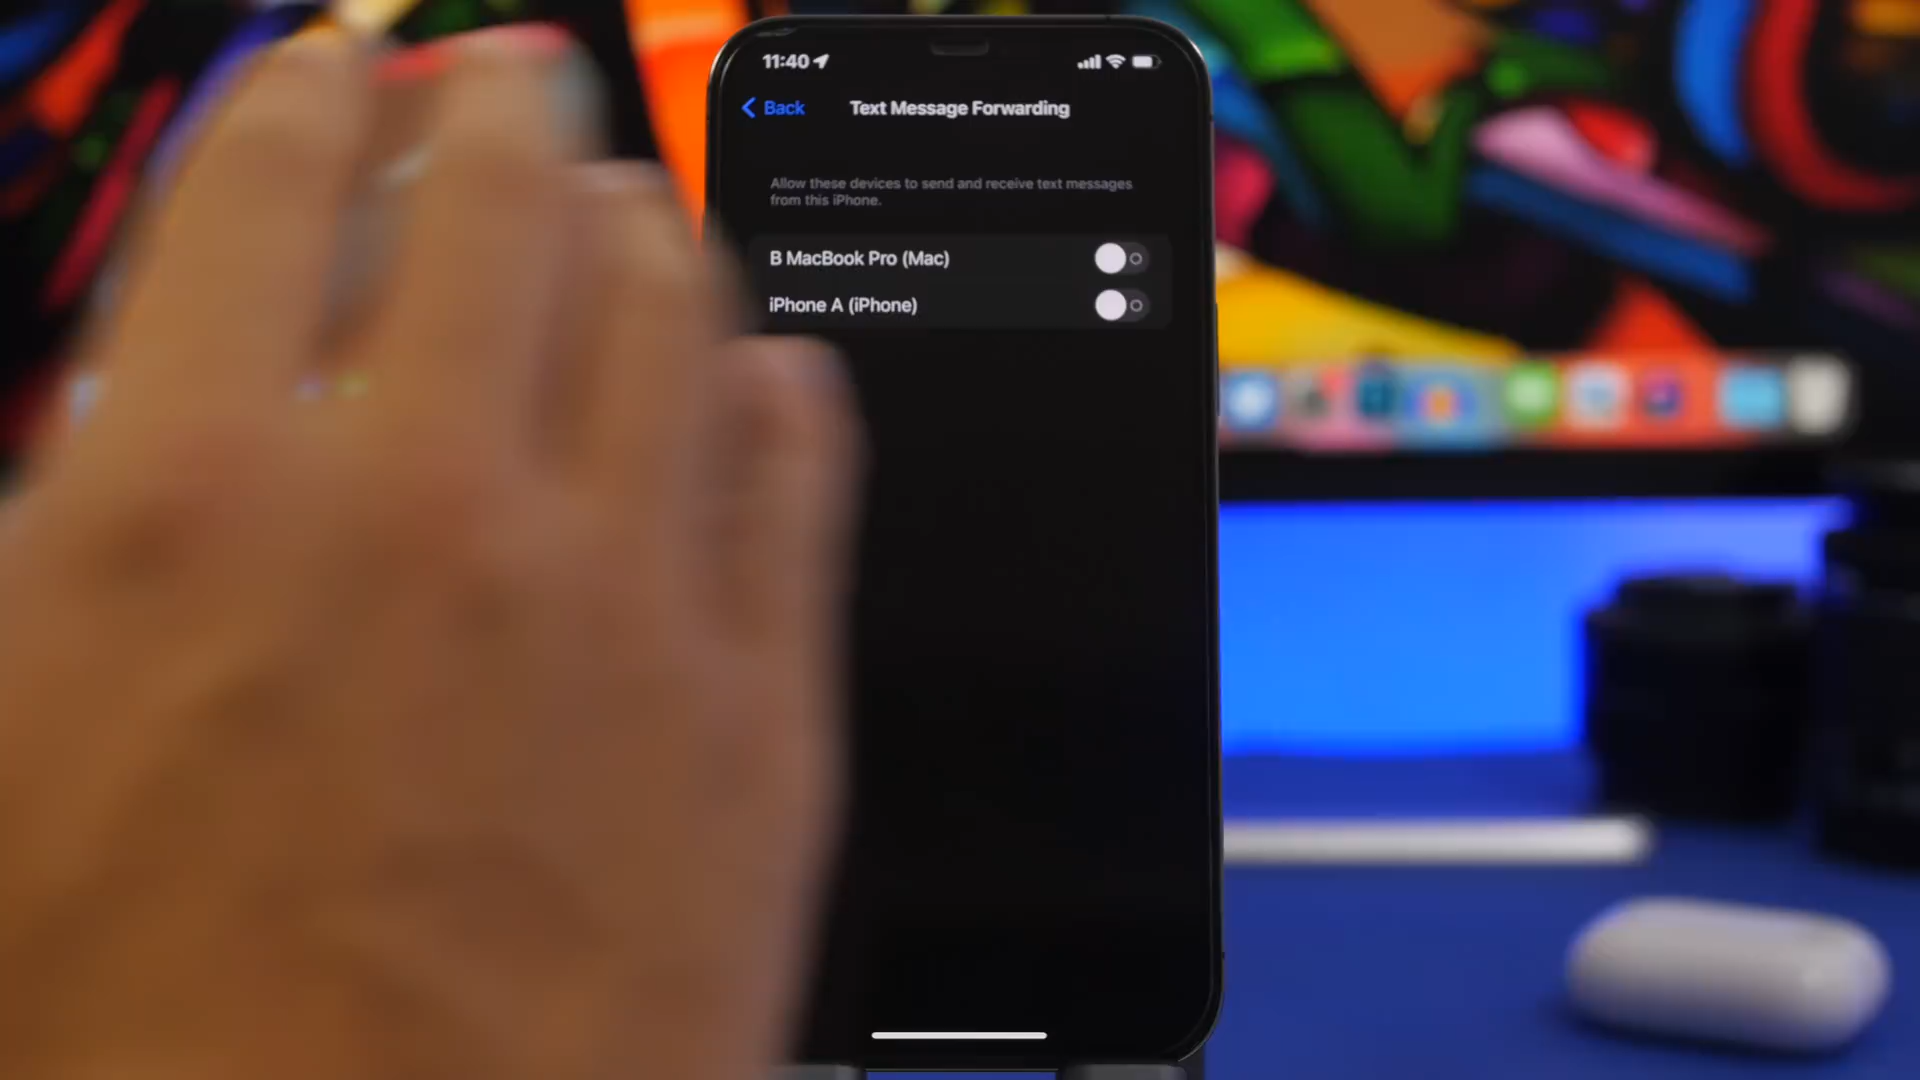 11:40
Back
Text Message Forwarding
Allow these devices to send and receive text messages
from this iPhone.
B MacBook Pro (Mac)
iPhone A (iPhone)